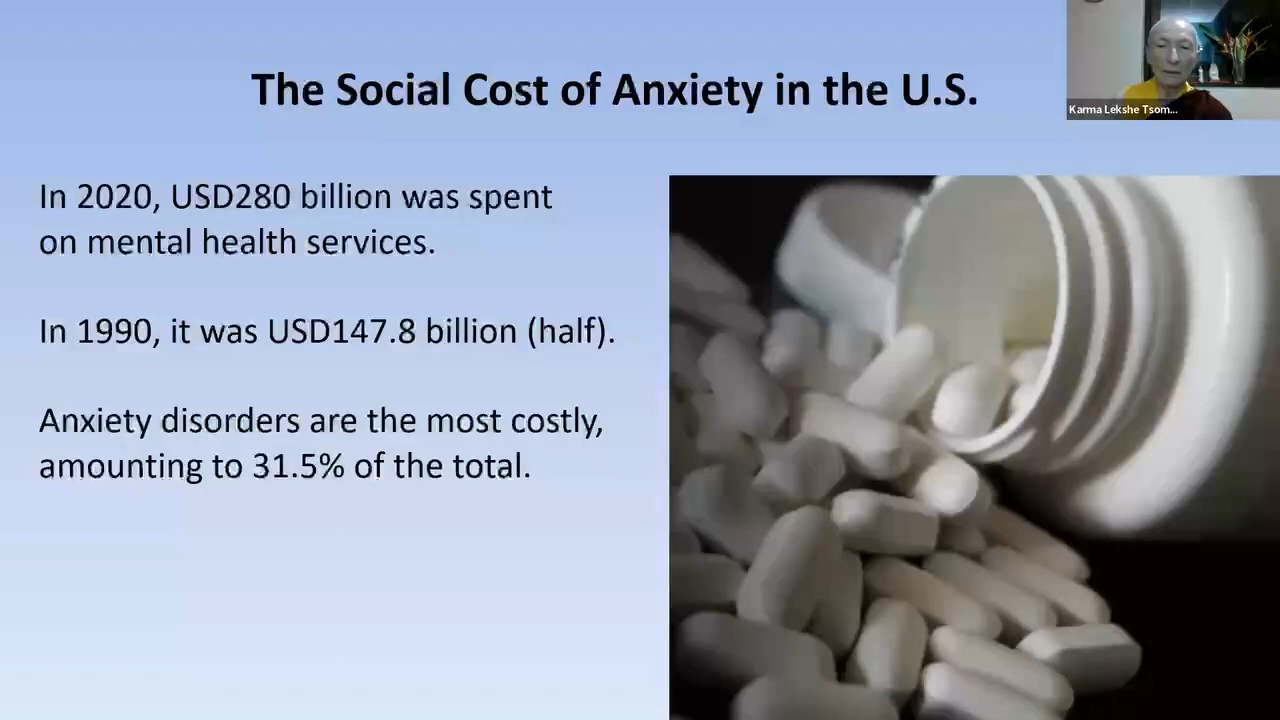 The Social Cost of Anxiety in the U.S.
Karma Lekshe Tsom...
In 2020, USD280 billion was spent
on mental health services.
In 1990, it was USD147.8 billion (half).
Anxiety disorders are the most costly,
amounting to 31.5% of the total.